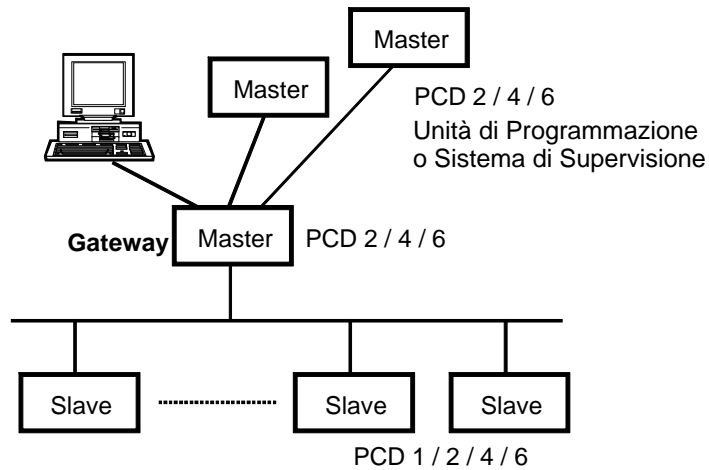 Master
Master
PCD 2 / 4 / 6
Unità di Programmazione
o Sistema di Supervisione
Gateway
Master
PCD 2 / 4 / 6
Slave
Slave
Slave
PCD 1 / 2 / 4 / 6